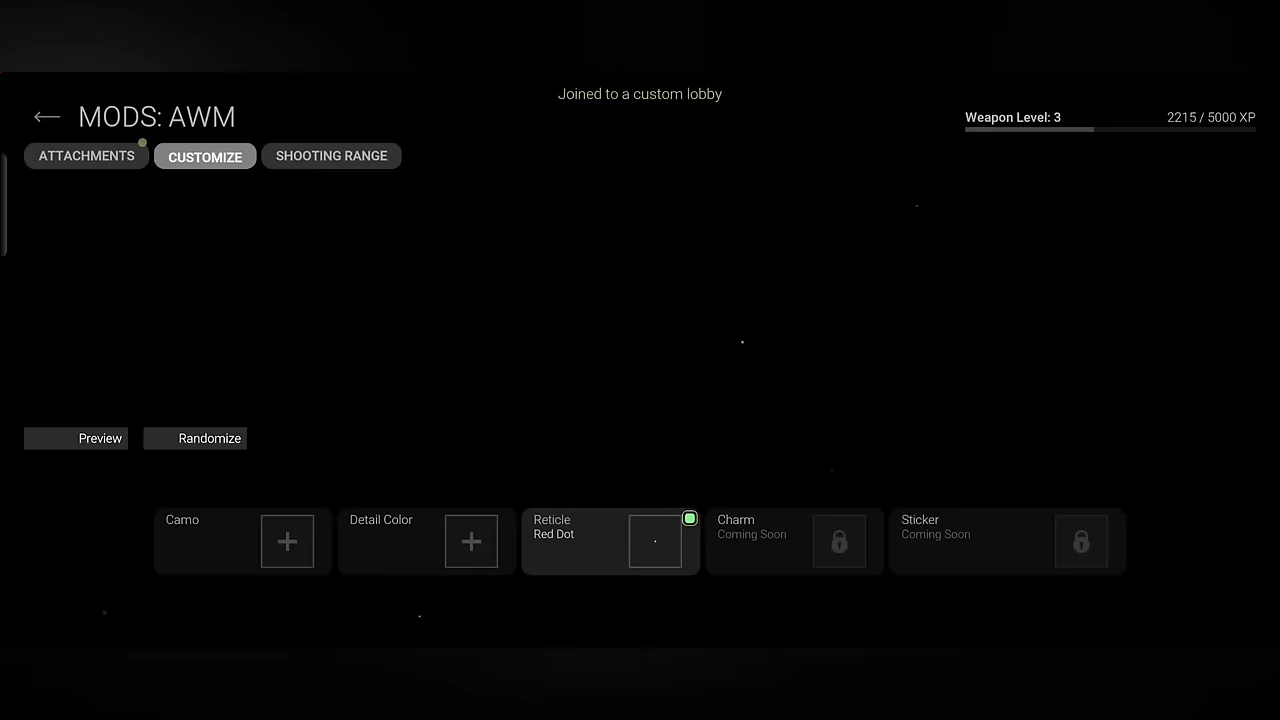 Joined to a custom lobby
MODS: AWM
Weapon Level: 3
2215 / 5000 XP
ATTACHMENTS
CUSTOMIZE
SHOOTING RANGE
Preview
Randomize
Camo
Detail Color
Reticle
Red Dot
Charm
Coming Soon
Sticker
Coming Soon